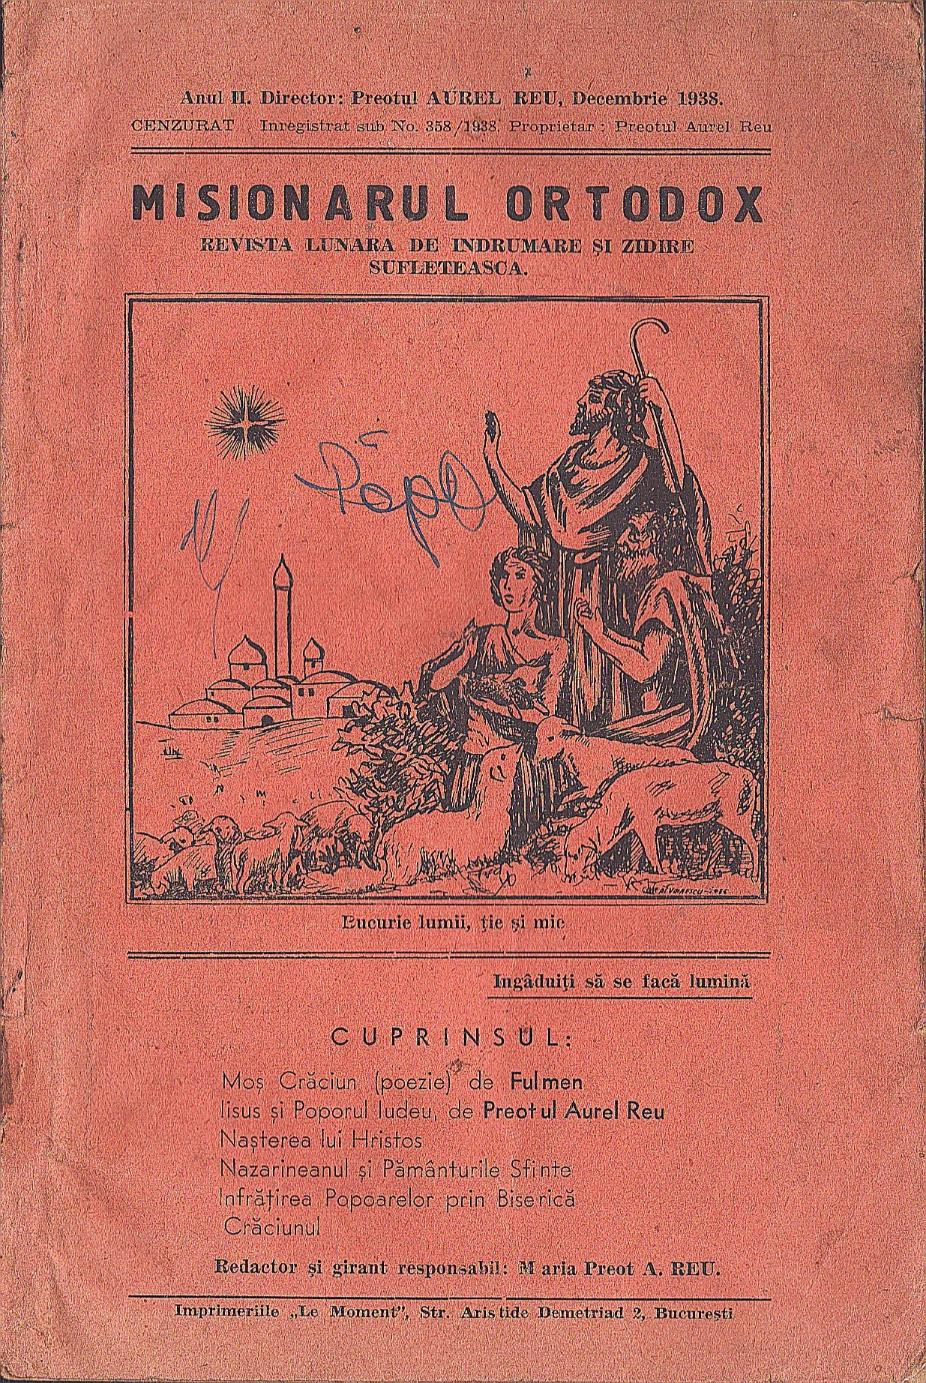 Anul II. Director: Preotul AUREL REU, Decembrie 1938.
CENZURAT Inregistrat sub No. 358/1938. Proprietar: Preotul Aurel Reu
MISIONARUL ORTODOX
REVISTA LUNARA DE INDRUMARE ȘI ZIDIRE
SUFLETEASCA.
Bucurie lumii, ție și mie
Ingâduiți să se facă lumină
CUPRINSUL:
Moș Crăciun (poezie) de Fulmen
Iisus și Poporul Iudeu, de Preotul Aurel Reu
Nașterea lui Hristos
Nazarineanul și Pământurile Sfinte
Infrățirea Popoarelor prin Biserică
Crăciunul
Redactor și girant responsabil: Maria Preot A. REU.
Imprimeriile „Le Moment”, Str. Aristide Demetriad 2, București